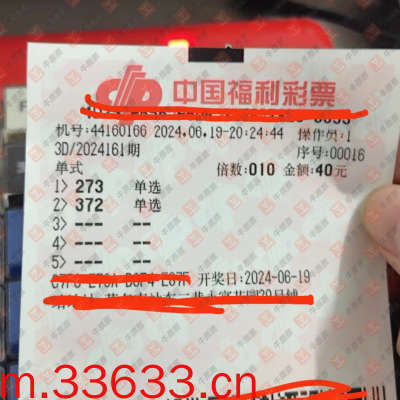 中国福利彩票
机号:44160166 2024.06.19-20:24:44 操作员:1
3D/2024161期 序号:00016
单式 倍数:010 金额:40元
1> 273 单选
2> 372 单选
3> ---
4> ---
5> ---
开奖日:2024-06-19
m.33633.cn